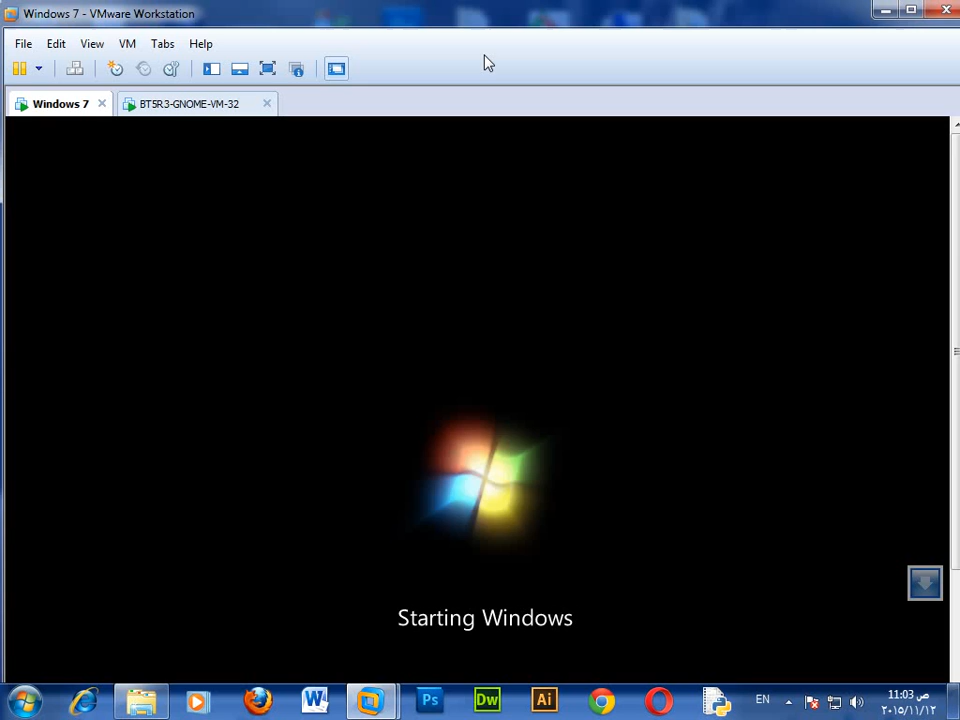 Windows 7 - VMware Workstation
File Edit View VM Tabs Help
Windows 7 BT5R3-GNOME-VM-32
Starting Windows
W Ps Dw Ai EN
11:03 ص
٢٠١٥/١١/١٢